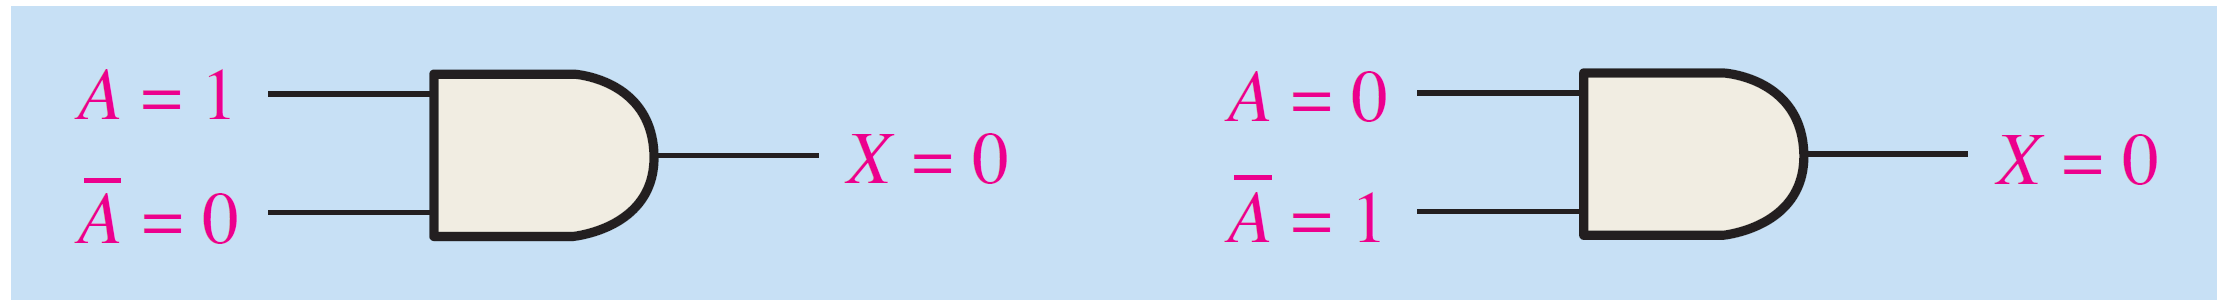 A = 1
A̅ = 0
X = 0
A = 0
A̅ = 1
X = 0